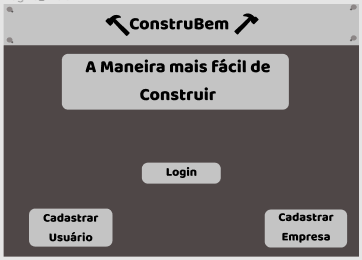 ConstruBem
A Maneira mais fácil de
Construir
Login
Cadastrar
Usuário
Cadastrar
Empresa